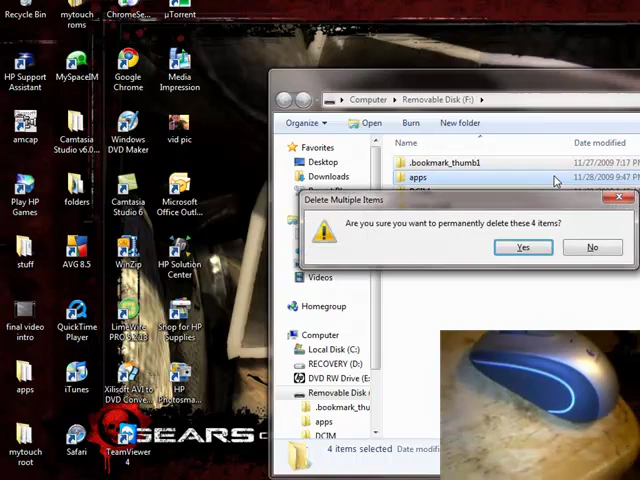 Recycle Bin
mytouch roms
ChromeSe...
µTorrent
HP Support Assistant
MySpaceIM
Google Chrome
Media Impression
amcap
Camtasia Studio v6.0...
Windows DVD Maker
vid pic
Play HP Games
folders
Camtasia Studio 6
Microsoft Office Outl...
stuff
AVG 8.5
WinZip
HP Solution Center
final video intro
QuickTime Player
LimeWire PRO 5.2.13
Shop for HP Supplies
apps
iTunes
Xilisoft AVI to DVD Conve...
HP Photosma...
mytouch root
Safari
TeamViewer 4
GEARS
Computer
Removable Disk (F:)
Organize
Open
Burn
New folder
Favorites
Desktop
Downloads
Name
Date modified
.bookmark_thumb1
11/27/2009 7:17 P
apps
11/28/2009 9:47 P
Delete Multiple Items
Are you sure you want to permanently delete these 4 items?
Yes
No
Videos
Homegroup
Computer
Local Disk (C:)
RECOVERY (D:)
DVD RW Drive (E:
Removable Disk (
.bookmark_thu
apps
DCIM
4 items selected
Date modifie